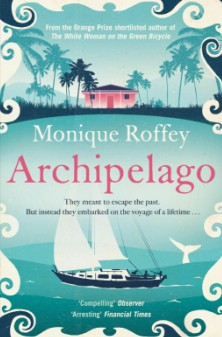 From the Orange Prize shortlisted author of
The White Woman on the Green Bicycle
Monique Roffey
Archipelago
They meant to escape the past.
But instead they embarked on the voyage of a lifetime . . .
‘Compelling’ Observer
‘Arresting’ Financial Times